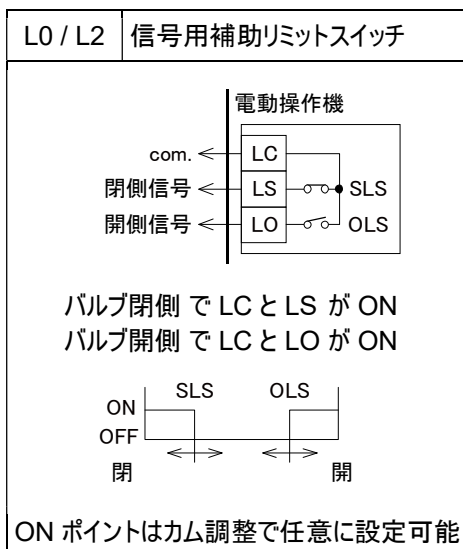 L0 / L2 信号用補助リミットスイッチ
電動操作機
com. LC
閉側信号 LS SLS
開側信号 LO OLS
バルブ閉側 で LC と LS が ON
バルブ開側 で LC と LO が ON
SLS OLS
ON
OFF
閉 開
ON ポイントはカム調整で任意に設定可能